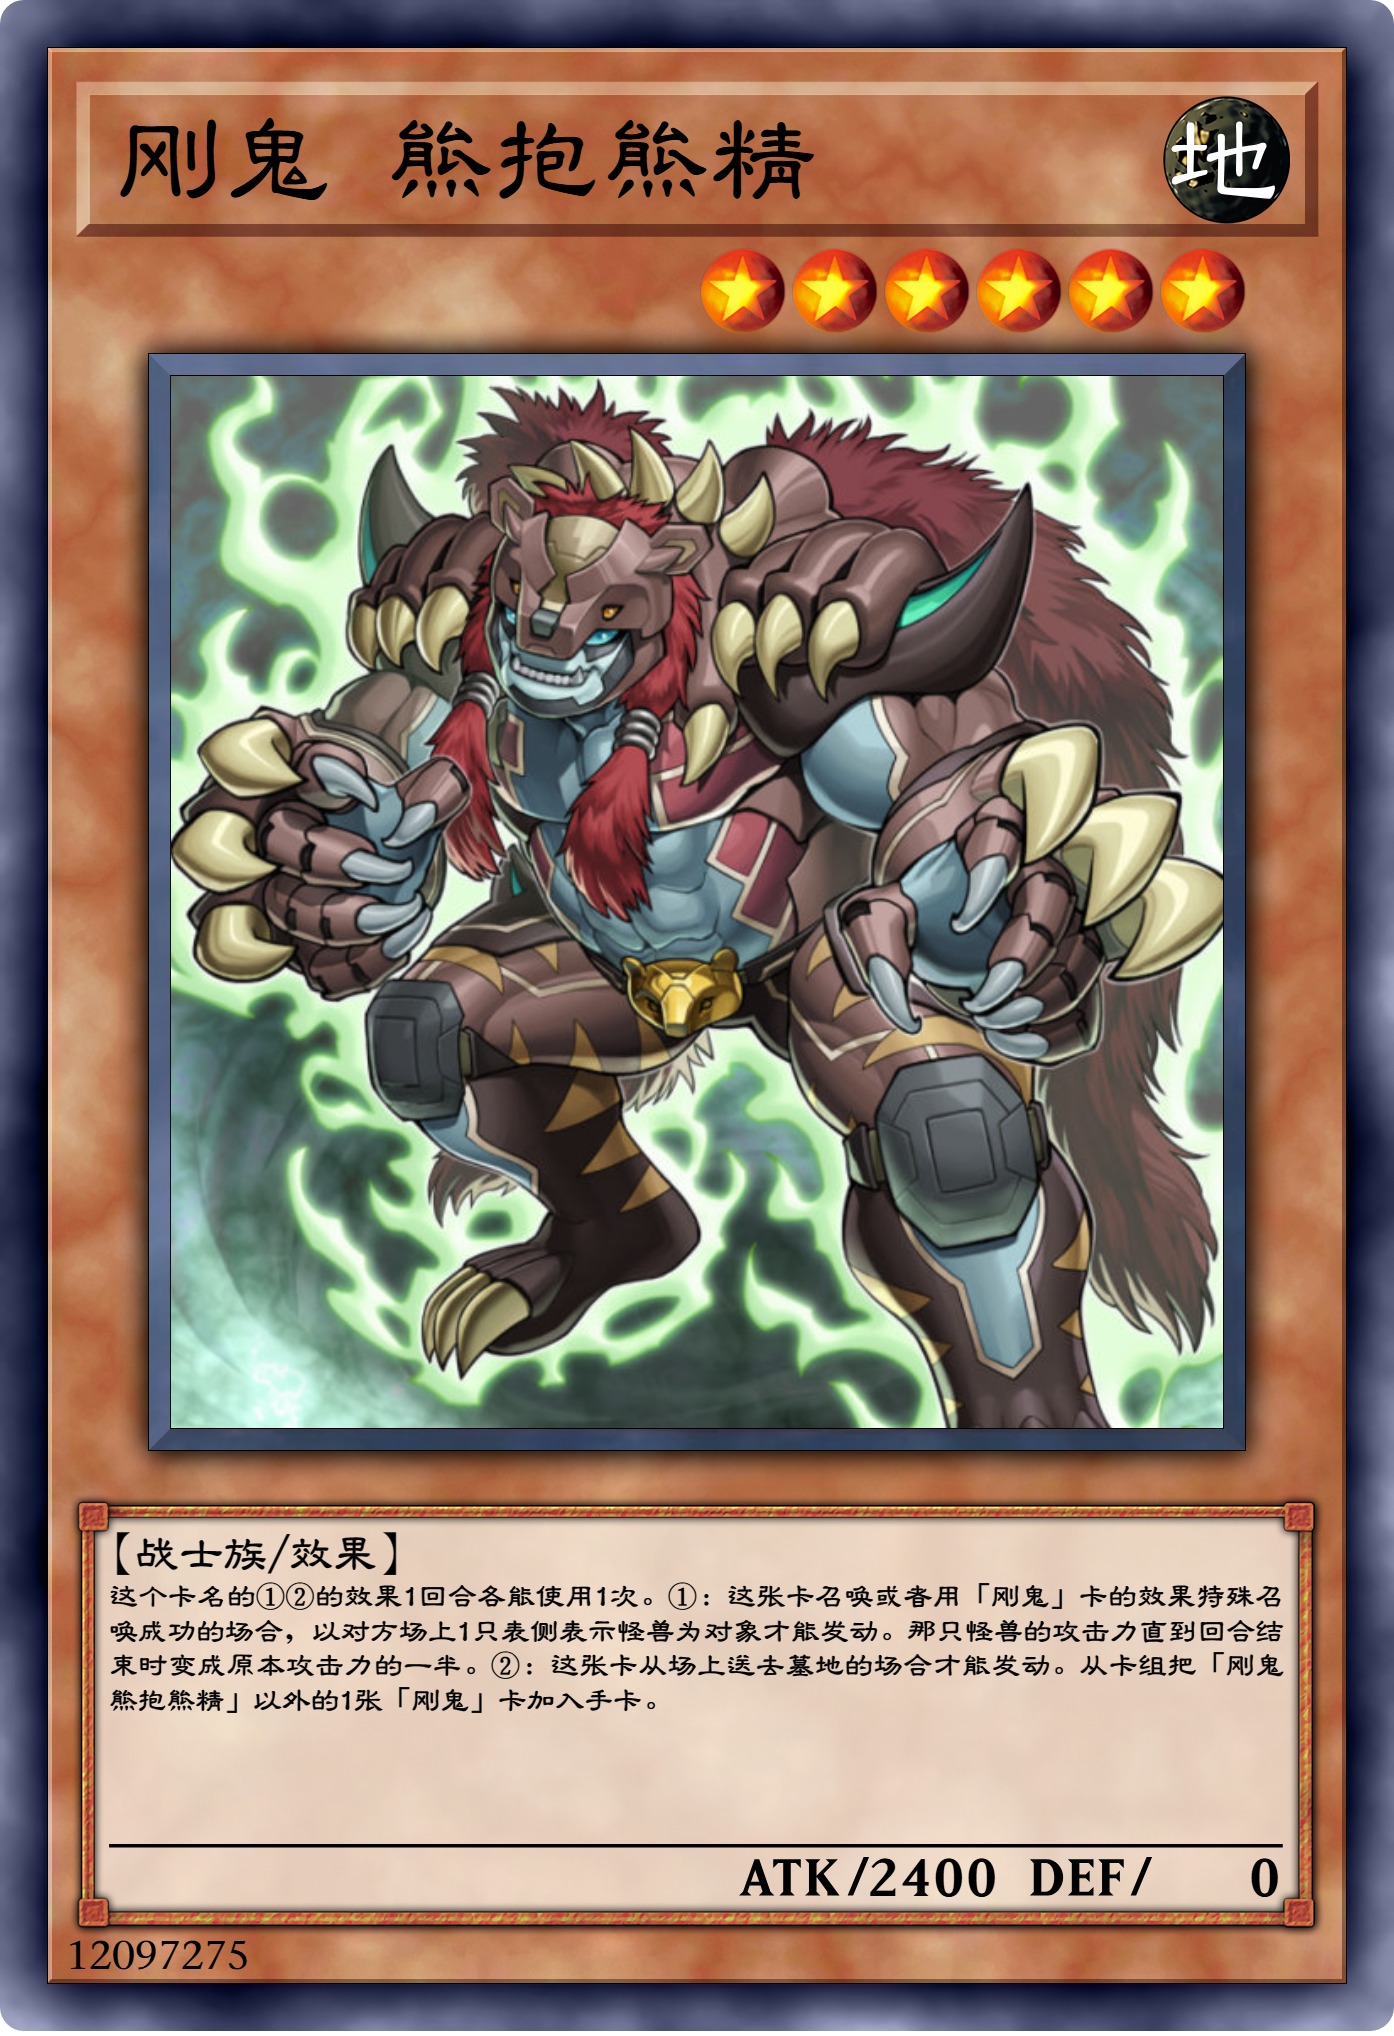 刚鬼 熊抱熊精
地
【战士族/效果】
这个卡名的①②的效果1回合各能使用1次。①：这张卡召唤或者用「刚鬼」卡的效果特殊召
唤成功的场合，以对方场上1只表侧表示怪兽为对象才能发动。那只怪兽的攻击力直到回合结
束时变成原本攻击力的一半。②：这张卡从场上送去墓地的场合才能发动。从卡组把「刚鬼
熊抱熊精」以外的1张「刚鬼」卡加入手卡。
ATK/2400 DEF/ 0
12097275